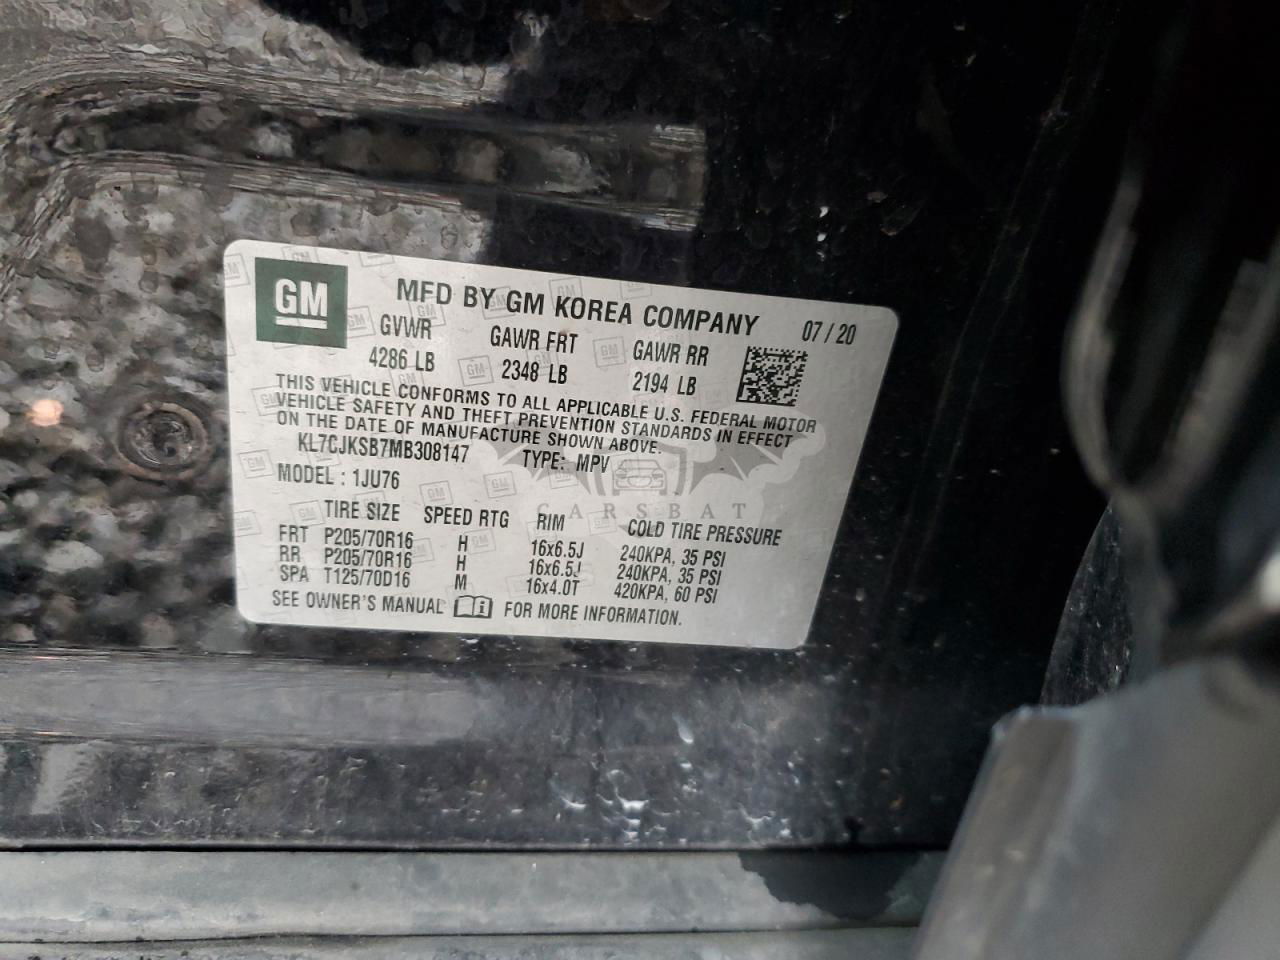 GM MFD BY GM KOREA COMPANY 07 / 20
GVWR GAWR FRT GAWR RR
4286 LB 2348 LB 2194 LB
THIS VEHICLE CONFORMS TO ALL APPLICABLE U.S. FEDERAL MOTOR
VEHICLE SAFETY AND THEFT PREVENTION STANDARDS IN EFFECT
ON THE DATE OF MANUFACTURE SHOWN ABOVE.
KL7CJKSB7MB308147 TYPE: MPV
MODEL : 1JU76
CARSBAT
TIRE SIZE SPEED RTG RIM COLD TIRE PRESSURE
FRT P205/70R16 H 16x6.5J 240KPA, 35 PSI
RR P205/70R16 H 16x6.5J 240KPA, 35 PSI
SPA T125/70D16 M 16x4.0T 420KPA, 60 PSI
SEE OWNER'S MANUAL FOR MORE INFORMATION.